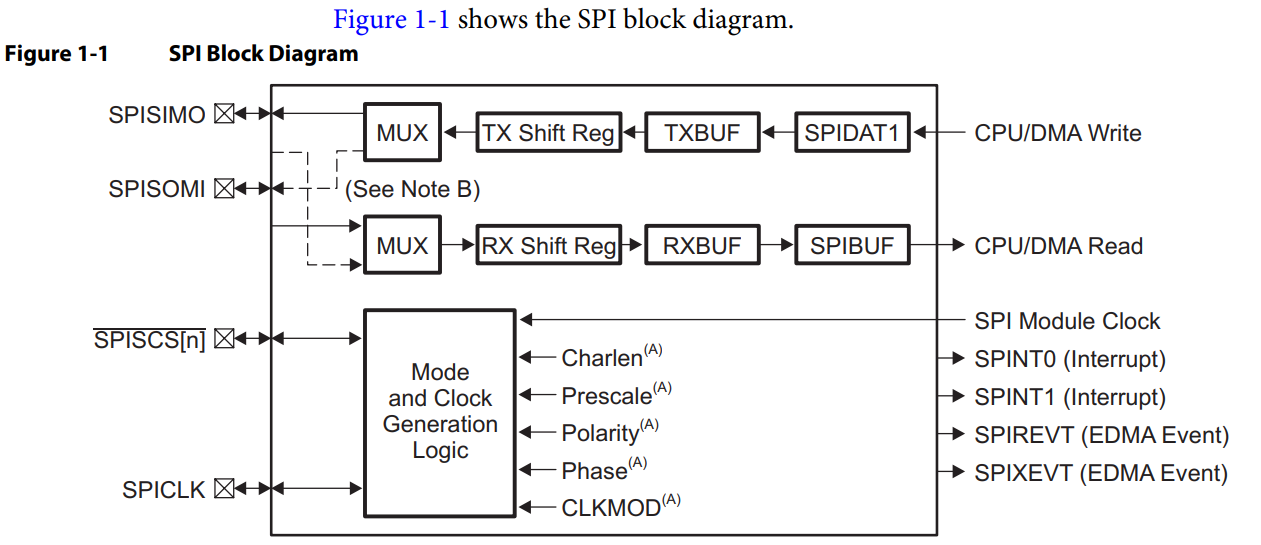 Figure 1-1 shows the SPI block diagram.
Figure 1-1 SPI Block Diagram
SPISIMO
MUX
TX Shift Reg
TXBUF
SPIDAT1
CPU/DMA Write
SPISOMI
(See Note B)
MUX
RX Shift Reg
RXBUF
SPIBUF
CPU/DMA Read
SPISCS[n]
SPICLK
Mode
and Clock
Generation
Logic
Charlen(A)
Prescale(A)
Polarity(A)
Phase(A)
CLKMOD(A)
SPI Module Clock
SPINT0 (Interrupt)
SPINT1 (Interrupt)
SPIREVT (EDMA Event)
SPIXEVT (EDMA Event)